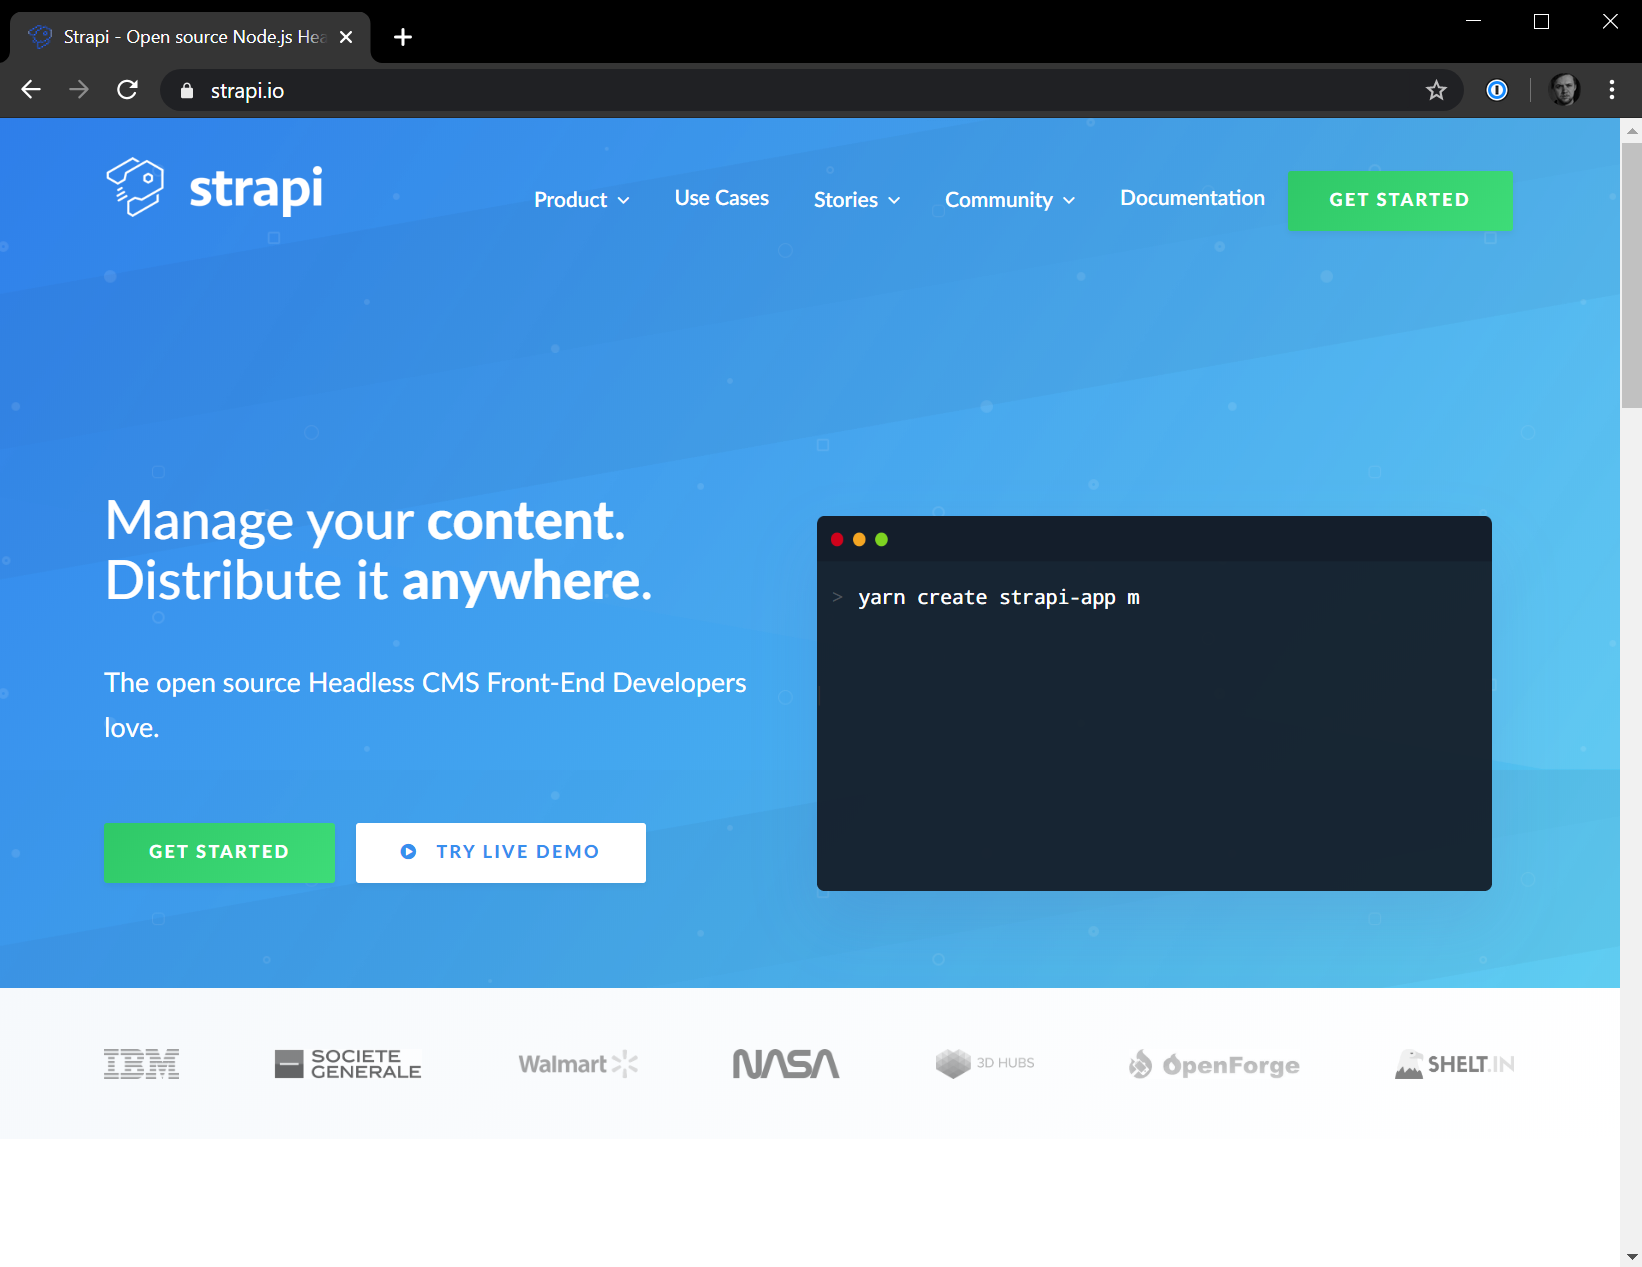 Strapi - Open source Node.js Hea
strapi.io
strapi
Product
Use Cases
Stories
Community
Documentation
GET STARTED
Manage your content.
Distribute it anywhere.
The open source Headless CMS Front-End Developers
love.
GET STARTED
TRY LIVE DEMO
> yarn create strapi-app m
IBM
SOCIETE
GENERALE
Walmart
NASA
3D HUBS
OpenForge
SHELT.IN